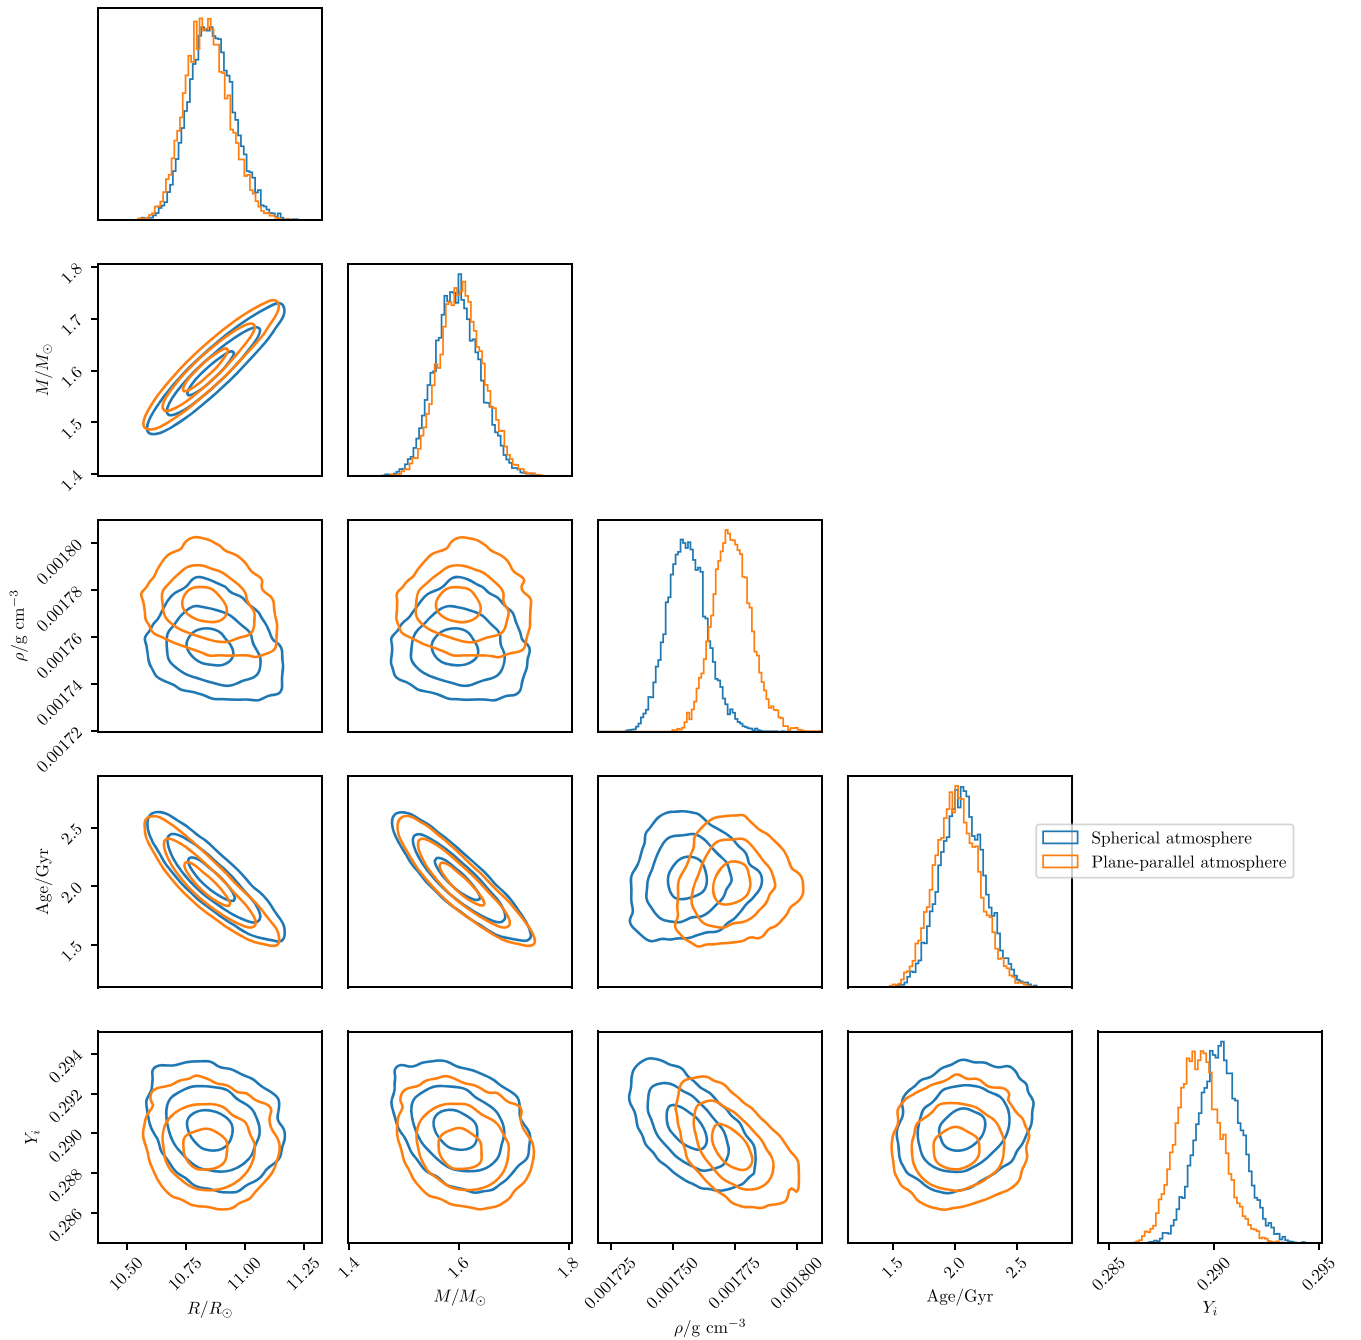 1.8
1.7
1.6
1.5
1.4
M/M⊙
0.00180
0.00178
0.00176
0.00174
0.00172
ρ/g cm⁻³
2.5
2.0
1.5
Age/Gyr
Spherical atmosphere
Plane-parallel atmosphere
0.294
0.292
0.290
0.288
0.286
Y_i
10.50 10.75 11.00 11.25
R/R⊙
1.4 1.6 1.8
M/M⊙
0.001725 0.001750 0.001775 0.001800
ρ/g cm⁻³
1.5 2.0 2.5
Age/Gyr
0.285 0.290 0.295
Y_i